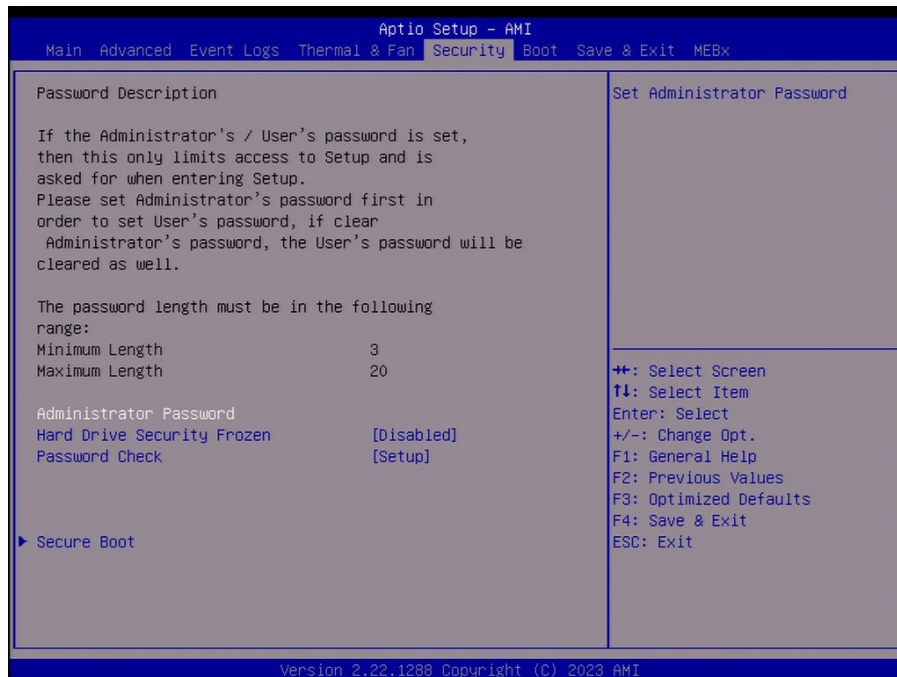 Aptio Setup – AMI
Main Advanced Event Logs Thermal & Fan Security Boot Save & Exit MEBx
Password Description
If the Administrator's / User's password is set,
then this only limits access to Setup and is
asked for when entering Setup.
Please set Administrator's password first in
order to set User's password, if clear
Administrator's password, the User's password will be
cleared as well.
The password length must be in the following
range:
Minimum Length 3
Maximum Length 20
Administrator Password
Hard Drive Security Frozen [Disabled]
Password Check [Setup]
Secure Boot
Set Administrator Password
→←: Select Screen
↑↓: Select Item
Enter: Select
+/-: Change Opt.
F1: General Help
F2: Previous Values
F3: Optimized Defaults
F4: Save & Exit
ESC: Exit
Version 2.22.1288 Copyright (C) 2023 AMI